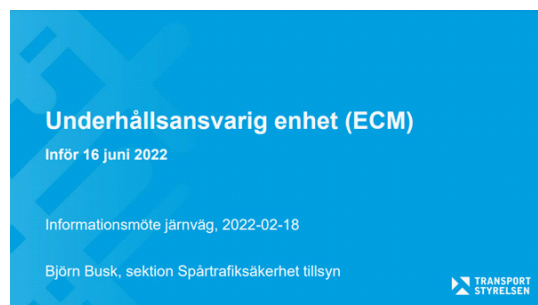 Underhållsansvarig enhet (ECM)
Inför 16 juni 2022
Informationsmöte järnväg, 2022-02-18
Björn Busk, sektion Spårtrafiksäkerhet tillsyn
TRANSPORT
STYRELSEN